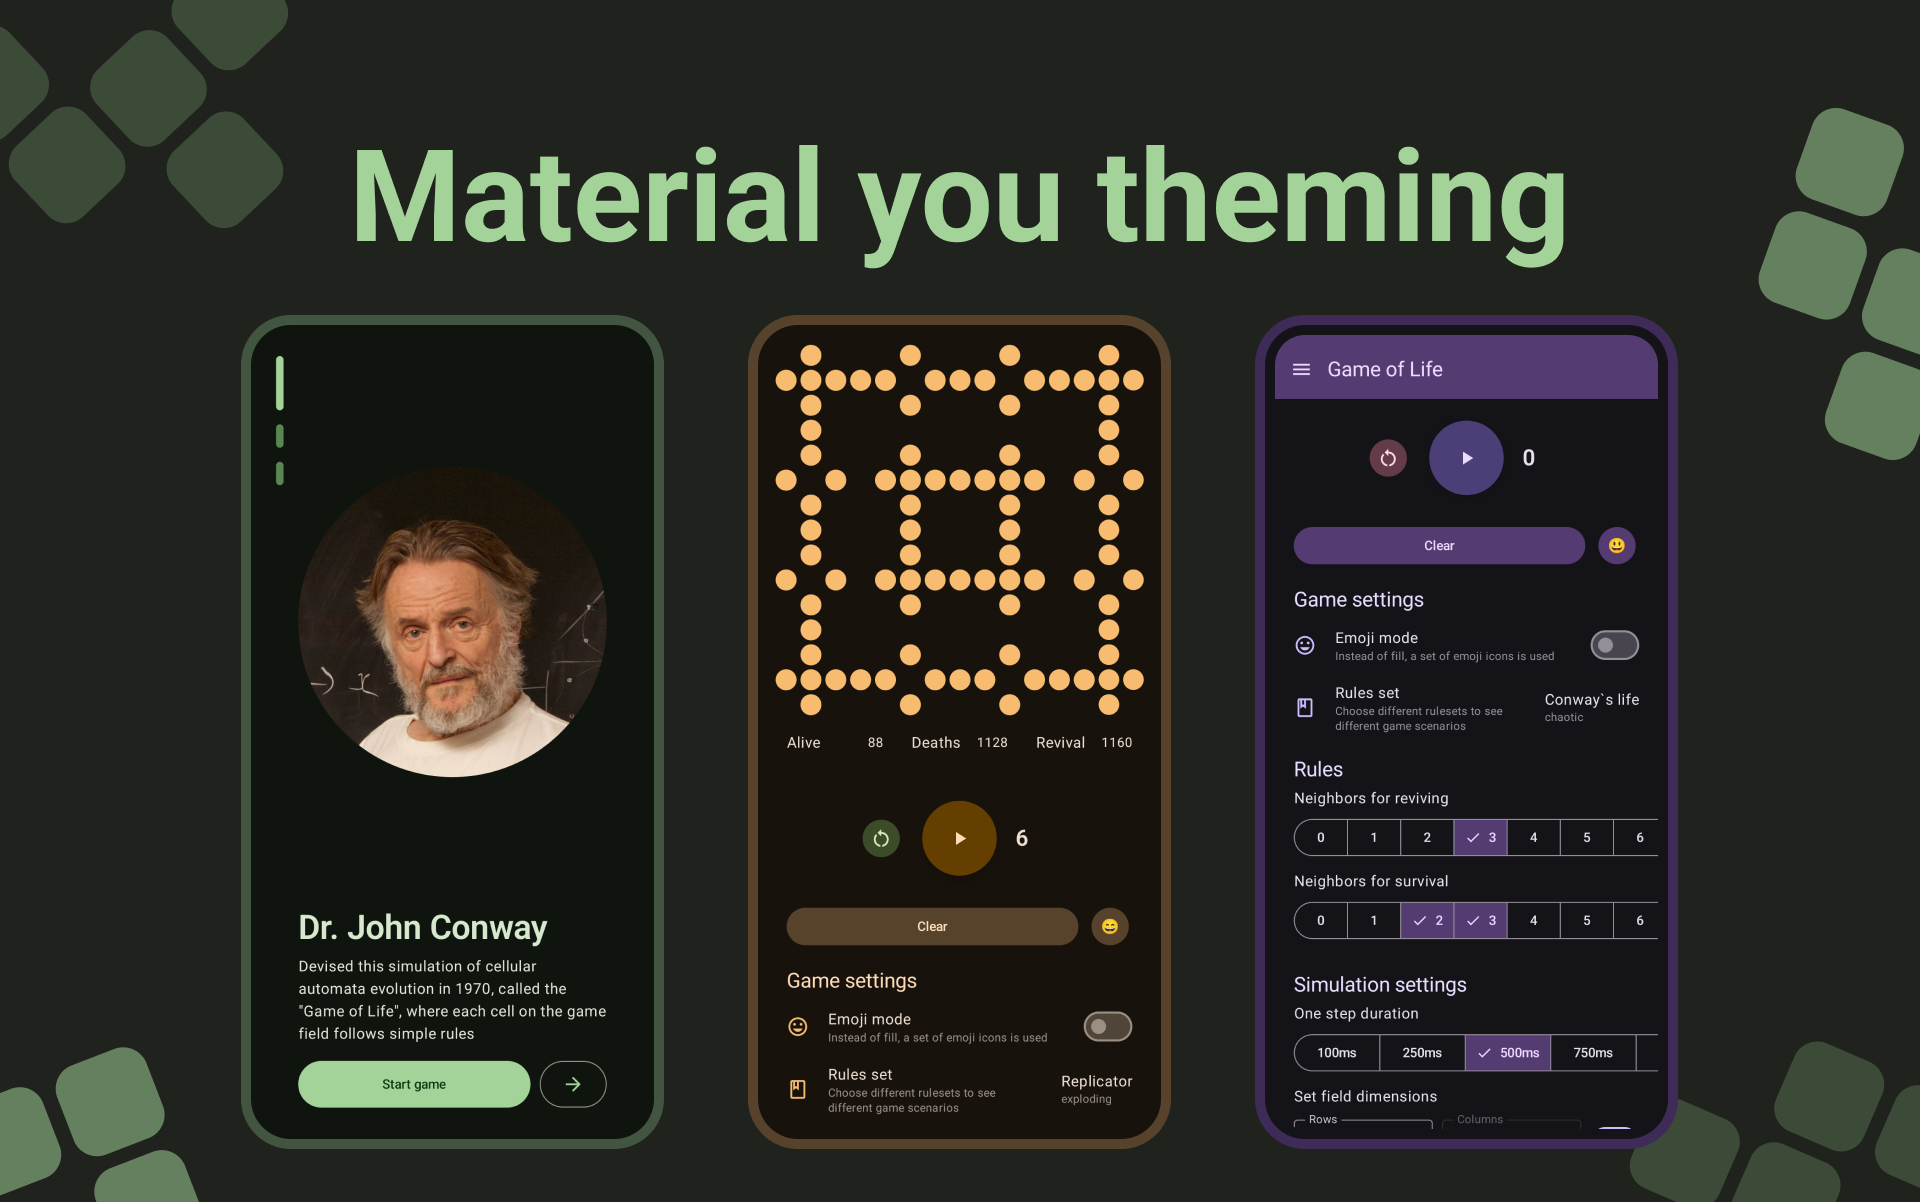 Material you theming
Dr. John Conway
Devised this simulation of cellular
automata evolution in 1970, called the
"Game of Life", where each cell on the game
field follows simple rules
Start game
Alive 88 Deaths 1128 Revival 1160
6
Clear
Game settings
Emoji mode
Instead of fill, a set of emoji icons is used
Rules set
Choose different rulesets to see
different game scenarios
Replicator
exploding
Game of Life
0
Clear
Game settings
Emoji mode
Instead of fill, a set of emoji icons is used
Rules set
Choose different rulesets to see
different game scenarios
Conway`s life
chaotic
Rules
Neighbors for reviving
0 1 2 3 4 5 6
Neighbors for survival
0 1 2 3 4 5 6
Simulation settings
One step duration
100ms 250ms 500ms 750ms
Set field dimensions
Rows Columns